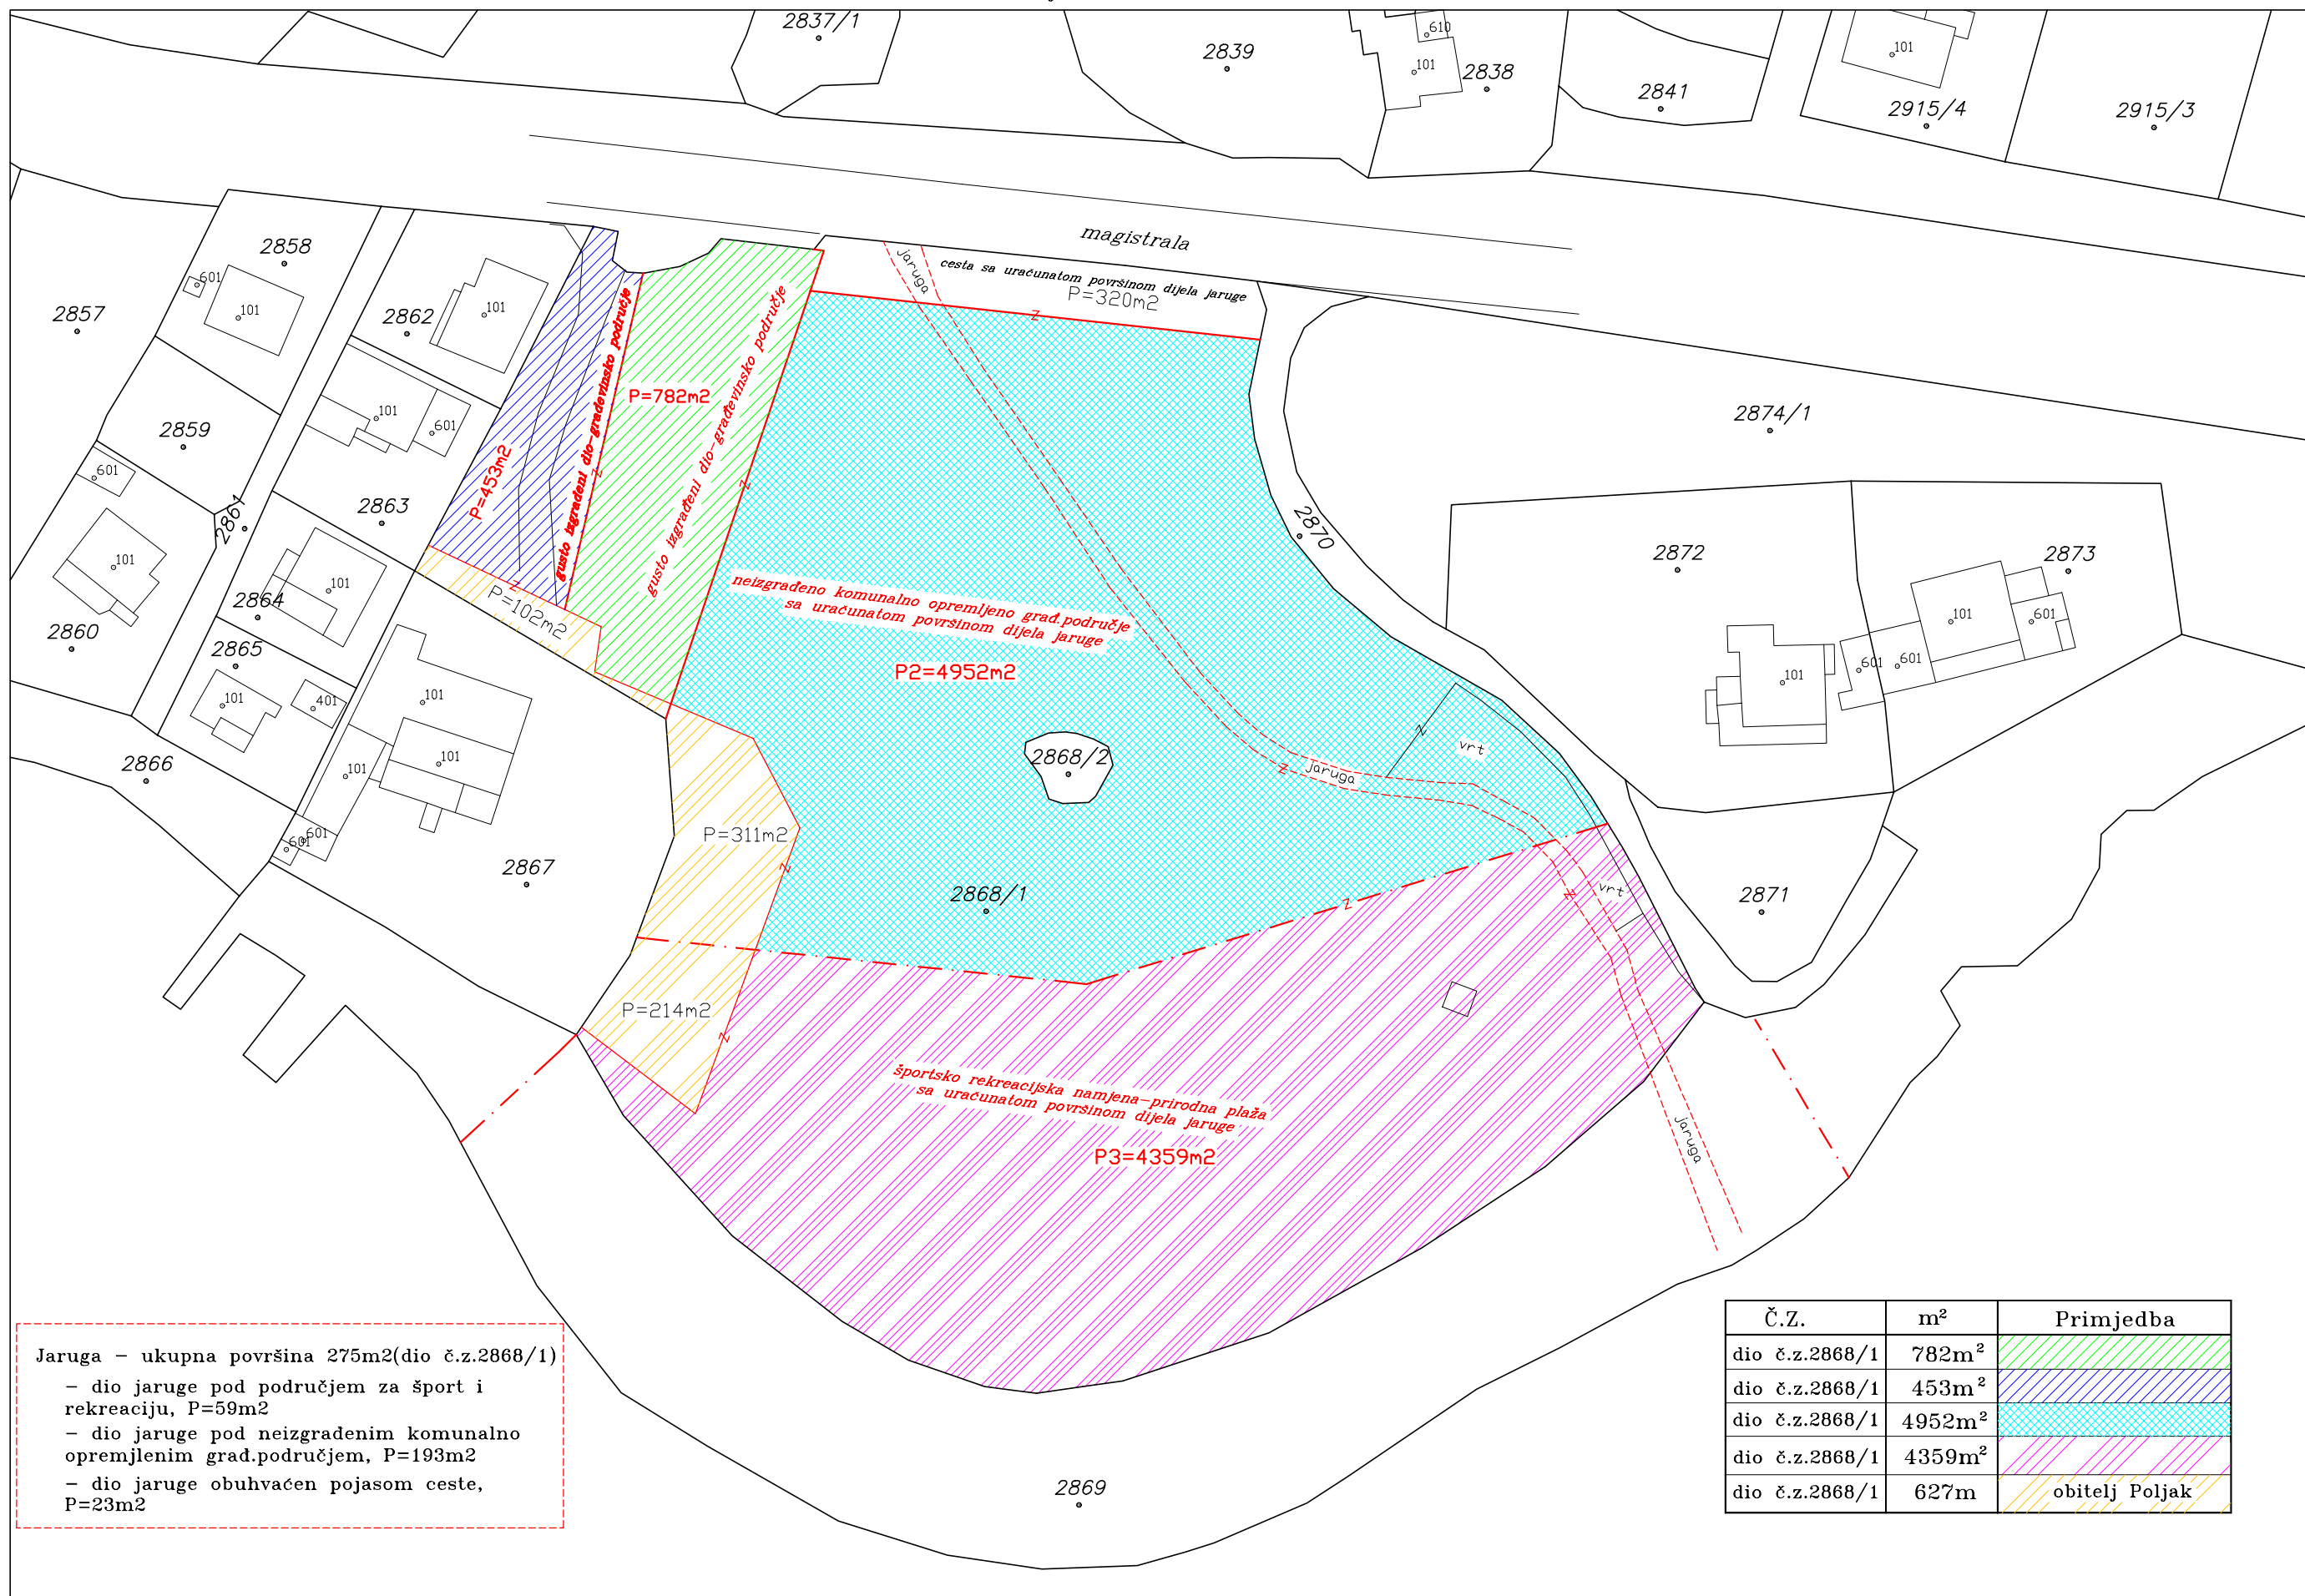 2837/1
2839
610
101
2838
2841
101
2915/4
2915/3
magistrala
jaruga
cesta sa uraćunatom površinom dijela jaruge
P=320m2
z
2858
601
101
2857
2862
101
2859
101
601
2863
601
2861
101
2860
101
2864
2865
101
401
2866
101
101
101
601
601
2867
P=453m2
gusto izgrađeni dio-građevinsko područje
z
P=782m2
gusto izgrađeni dio-građevinsko područje
z
z
P=102m2
neizgrađeno komunalno opremljeno građ.područje
sa uraćunatom površinom dijela jaruge
P2=4952m2
2868/2
jaruga
z
z
vrt
2870
2874/1
2872
101
601
601
2873
101
601
2871
P=311m2
z
2868/1
z
z
vrt
P=214m2
z
športsko rekreacijska namjena-prirodna plaža
sa uraćunatom površinom dijela jaruge
P3=4359m2
jaruga
2869
Jaruga – ukupna površina 275m2(dio č.z.2868/1)
– dio jaruge pod područjem za šport i
rekreaciju, P=59m2
– dio jaruge pod neizgrađenim komunalno
opremjlenim građ.područjem, P=193m2
– dio jaruge obuhvaćen pojasom ceste,
P=23m2
Č.Z. m² Primjedba
dio č.z.2868/1 782m²
dio č.z.2868/1 453m²
dio č.z.2868/1 4952m²
dio č.z.2868/1 4359m²
dio č.z.2868/1 627m obitelj Poljak